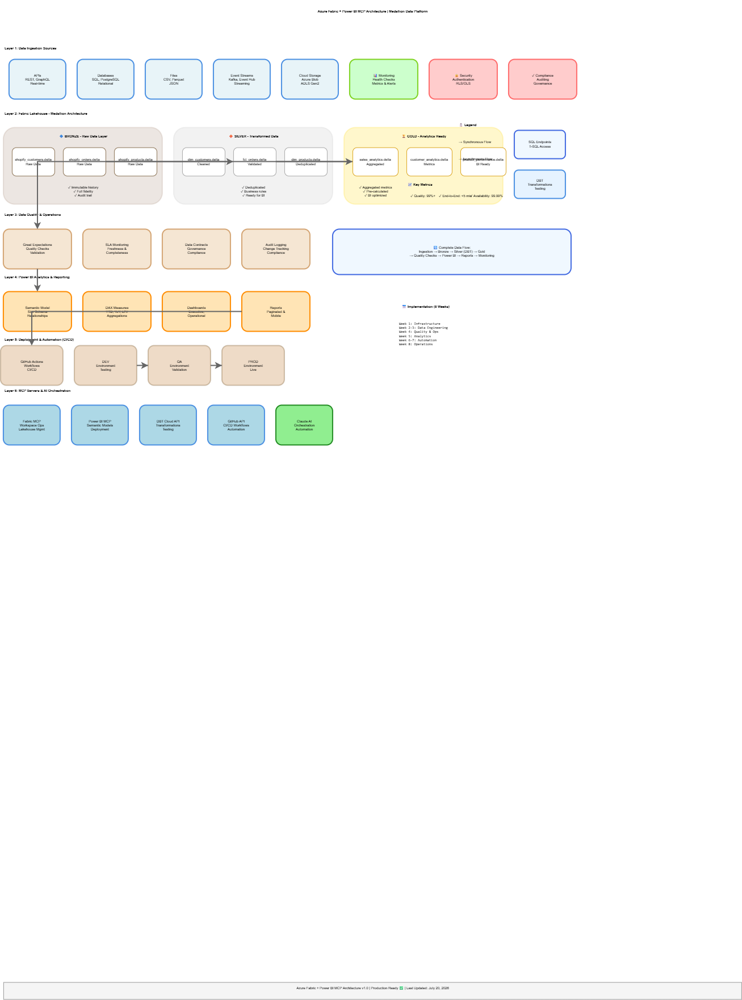 Azure Fabric + Power BI MCP Architecture | Medallion Data Platform
Layer 1: Data Ingestion Sources
APIs
REST, GraphQL
Real-time
Databases
SQL, PostgreSQL
Relational
Files
CSV, Parquet
JSON
Event Streams
Kafka, Event Hub
Streaming
Cloud Storage
Azure Blob
ADLS Gen2
Monitoring
Health Checks
Metrics & Alerts
Security
Authentication
RLS/OLS
✓ Compliance
Auditing
Governance
Layer 2: Fabric Lakehouse - Medallion Architecture
BRONZE - Raw Data Layer
shopify_customers.delta
Raw Data
shopify_orders.delta
Raw Data
shopify_products.delta
Raw Data
✓ Immutable history
✓ Full fidelity
✓ Audit trail
SILVER - Transformed Data
dim_customers.delta
Cleaned
fct_orders.delta
Validated
dim_products.delta
Deduplicated
✓ Deduplicated
✓ Business rules
✓ Ready for BI
GOLD - Analytics Ready
sales_analytics.delta
Aggregated
customer_analytics.delta
Metrics
product_performance.delta
BI Ready
✓ Aggregated metrics
✓ Pre-calculated
✓ BI optimized
Legend
→ Synchronous Flow
→ Asynchronous Flow
Key Metrics
✓ Quality: 99%+
✓ End-to-End: <5 min
✓ Availability: 99.99%
SQL Endpoints
T-SQL Access
DBT
Transformations
Testing
Layer 3: Data Quality & Operations
Great Expectations
Quality Checks
Validation
SLA Monitoring
Freshness &
Completeness
Data Contracts
Governance
Compliance
Audit Logging
Change Tracking
Compliance
Complete Data Flow:
Ingestion → Bronze → Silver (DBT) → Gold
→ Quality Checks → Power BI → Reports → Monitoring
Layer 4: Power BI Analytics & Reporting
Semantic Model
Star Schema
Relationships
DAX Measures
YTD, YoY, LTV
Aggregations
Dashboards
Executive,
Operational
Reports
Paginated &
Mobile
Implementation (8 Weeks)
Week 1: Infrastructure
Week 2-3: Data Engineering
Week 4: Quality & Ops
Week 5: Analytics
Week 6-7: Automation
Week 8: Operations
Layer 5: Deployment & Automation (CI/CD)
GitHub Actions
Workflows
CI/CD
DEV
Environment
Testing
QA
Environment
Validation
PROD
Environment
Live
Layer 6: MCP Servers & AI Orchestration
Fabric MCP
Workspace Ops
Lakehouse Mgmt
Power BI MCP
Semantic Models
Deployment
DBT Cloud API
Transformations
Testing
GitHub API
CI/CD Workflows
Automation
Claude AI
Orchestration
Automation
Azure Fabric + Power BI MCP Architecture v1.0 | Production Ready ✅ | Last Updated: July 20, 2026